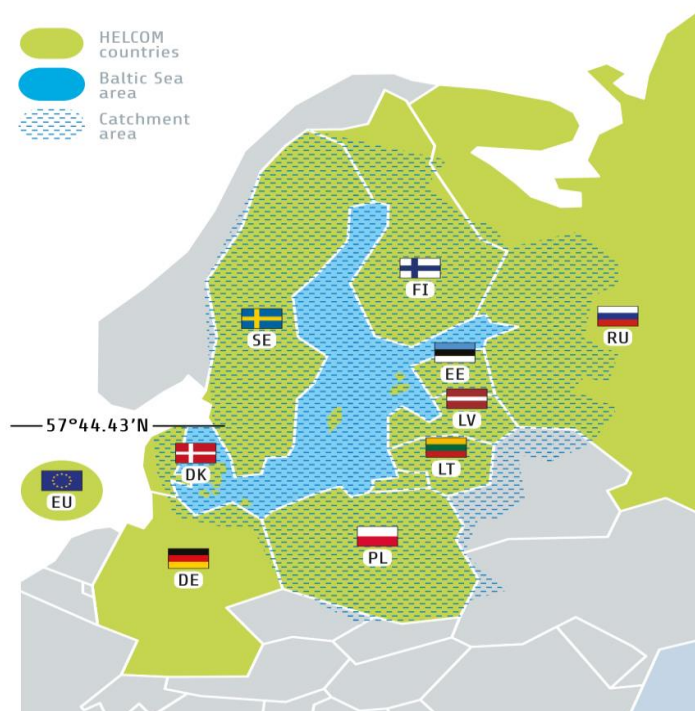 HELCOM
countries
Baltic Sea
area
Catchment
area
FI
SE
RU
EE
LV
57°44.43'N
DK
LT
EU
PL
DE